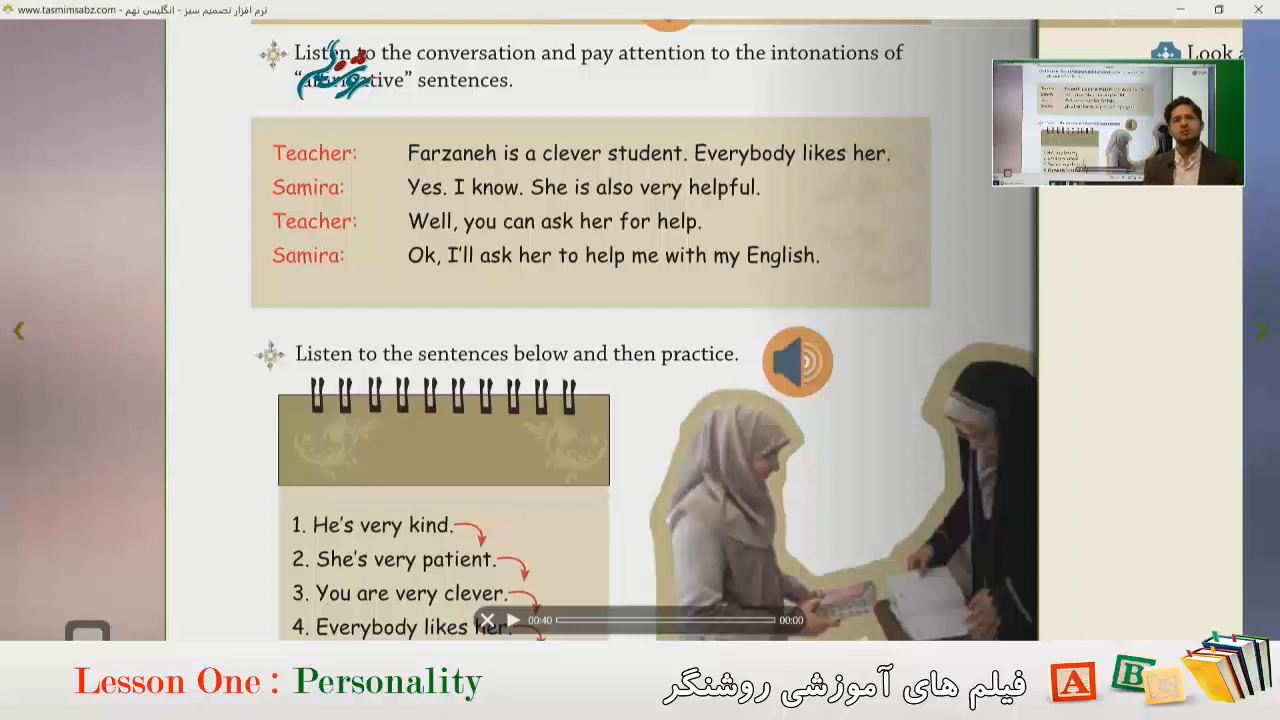 نرم افزار تصمیم سبز - انگلیسی نهم - www.tasmimsabz.com
Listen to the conversation and pay attention to the intonations of
sentences.
Look
Teacher: Farzaneh is a clever student. Everybody likes her.
Samira: Yes. I know. She is also very helpful.
Teacher: Well, you can ask her for help.
Samira: Ok, I'll ask her to help me with my English.
Listen to the sentences below and then practice.
1. He's very kind.
2. She's very patient.
3. You are very clever.
4. Everybody likes her.
00:40 00:00
Lesson One : Personality
فیلم های آموزشی روشنگر
A B C